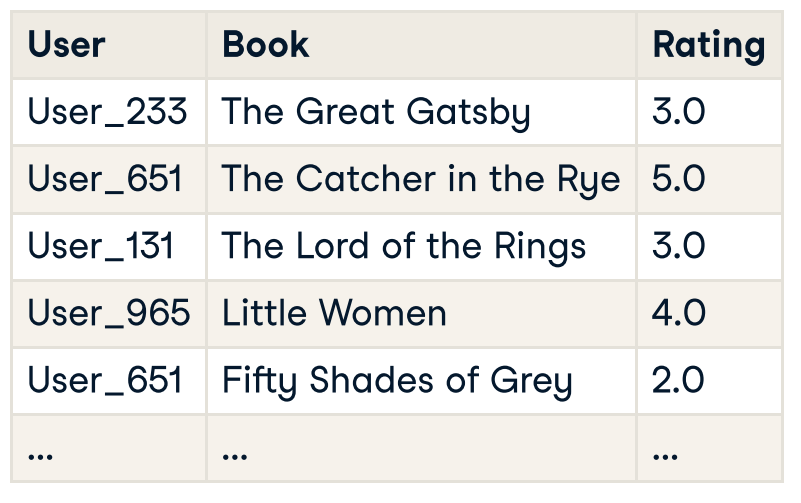 User Book Rating
User_233 The Great Gatsby 3.0
User_651 The Catcher in the Rye 5.0
User_131 The Lord of the Rings 3.0
User_965 Little Women 4.0
User_651 Fifty Shades of Grey 2.0
... ... ...